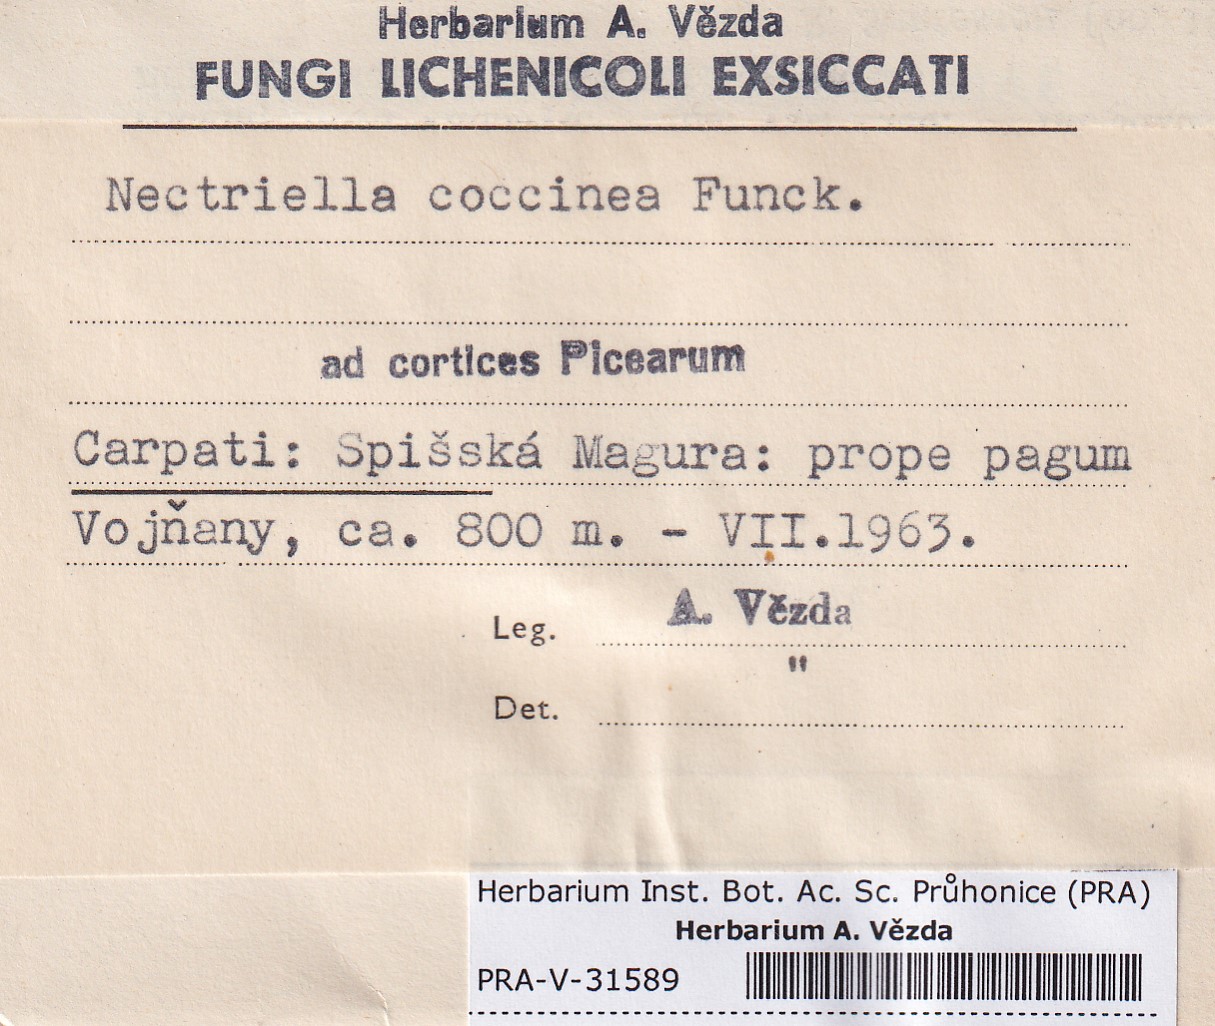 Herbarium A. Vězda
FUNGI LICHENICOLI EXSICCATI
Nectriella coccinea Funck.
ad cortices Picearum
Carpati: Spišská Magura: prope pagum
Vojňany, ca. 800 m. - VII.1963.
Leg. A. Vězda
Det. "
Herbarium Inst. Bot. Ac. Sc. Průhonice (PRA)
Herbarium A. Vězda
PRA-V-31589